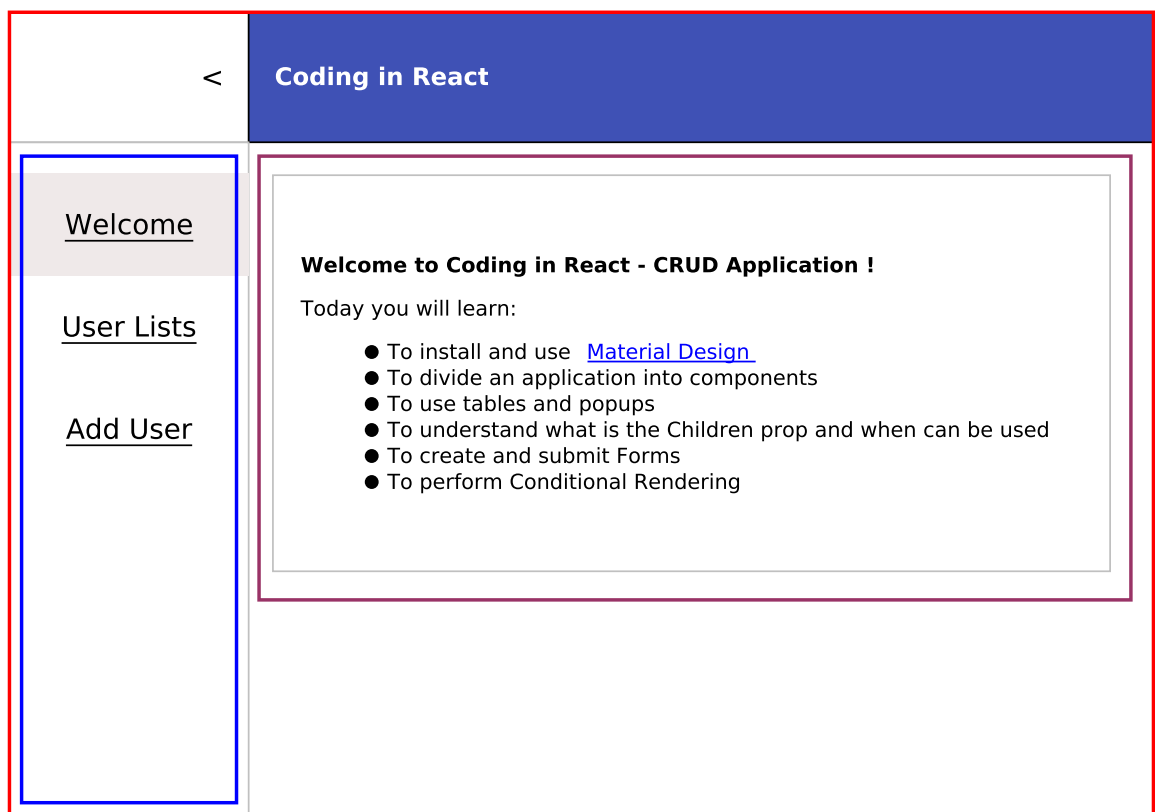 <
Coding in React
Welcome
User Lists
Add User
Welcome to Coding in React - CRUD Application !
Today you will learn:
● To install and use Material Design
● To divide an application into components
● To use tables and popups
● To understand what is the Children prop and when can be used
● To create and submit Forms
● To perform Conditional Rendering